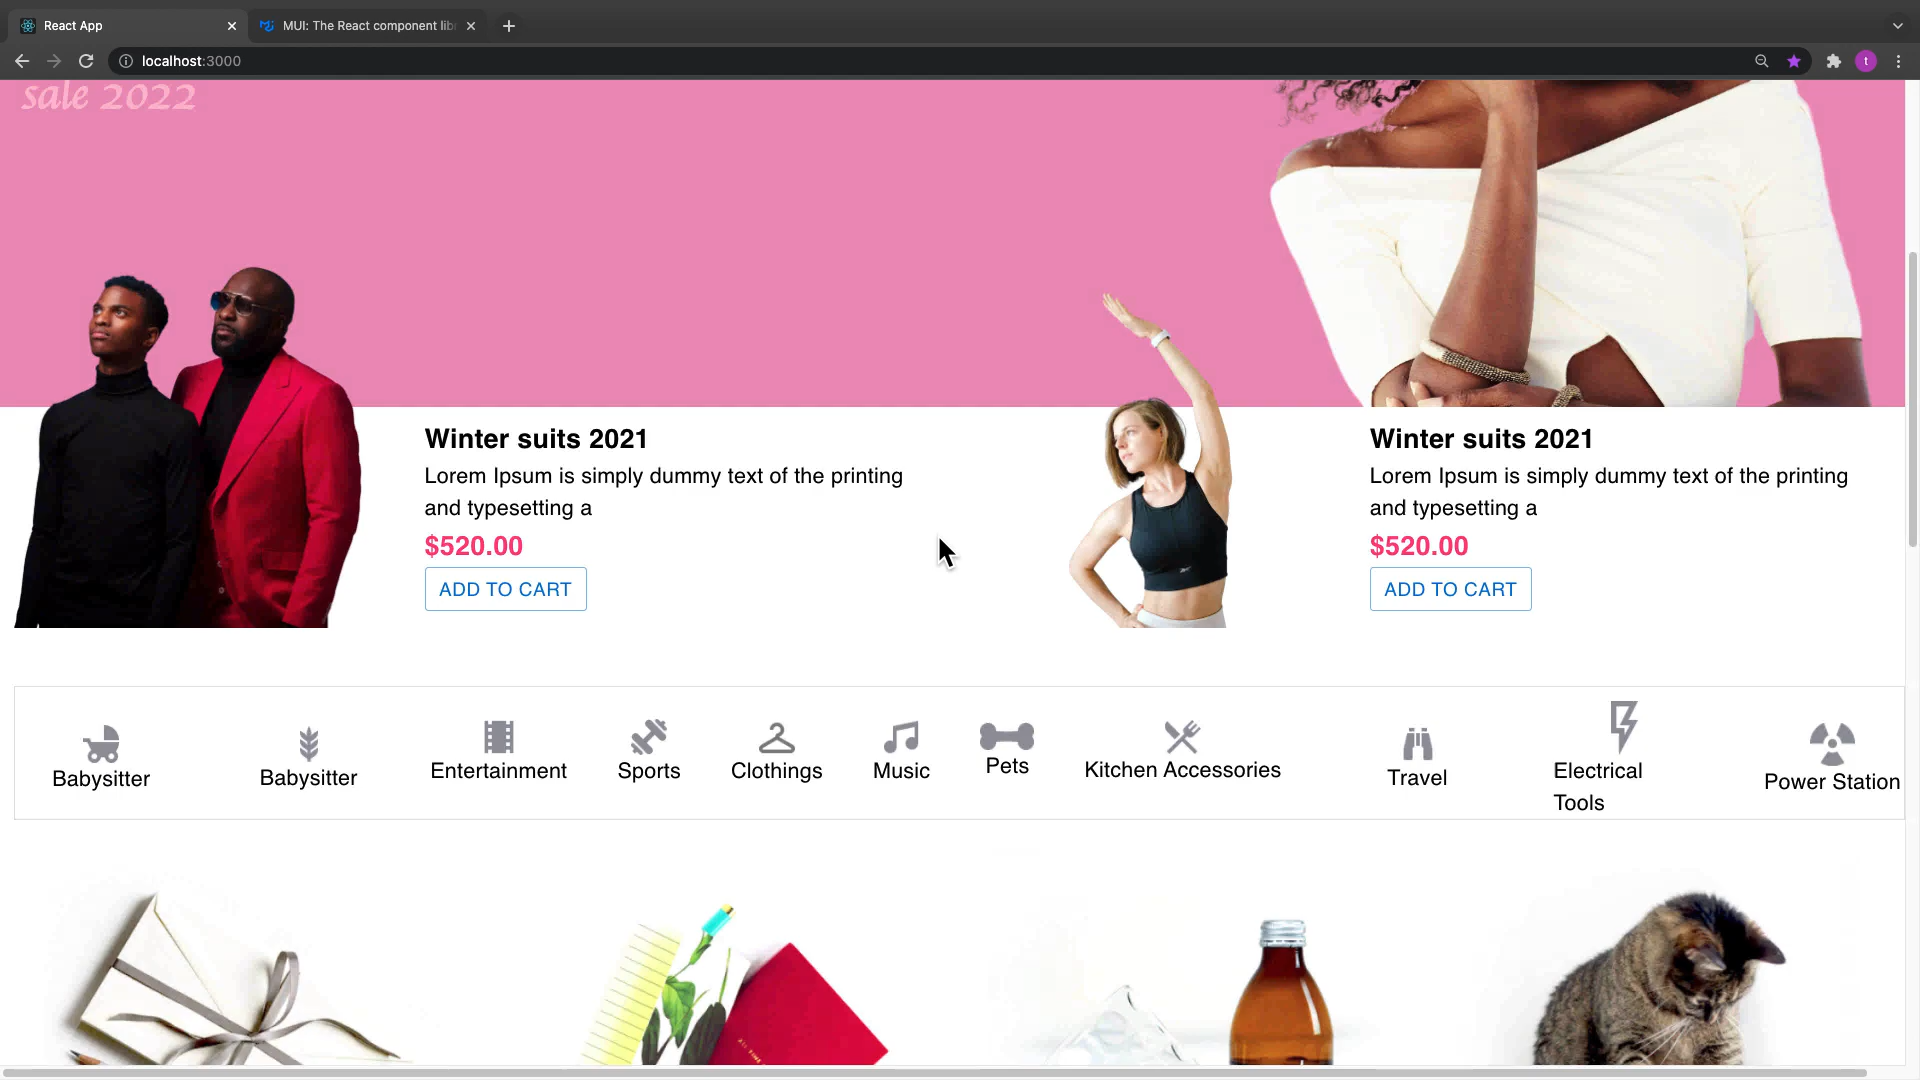 React App
MUI: The React component lib
localhost:3000
t
sale 2022
Winter suits 2021
Lorem Ipsum is simply dummy text of the printing
and typesetting a
$520.00
ADD TO CART
Winter suits 2021
Lorem Ipsum is simply dummy text of the printing
and typesetting a
$520.00
ADD TO CART
Babysitter
Babysitter
Entertainment
Sports
Clothings
Music
Pets
Kitchen Accessories
Travel
Electrical
Tools
Power Station